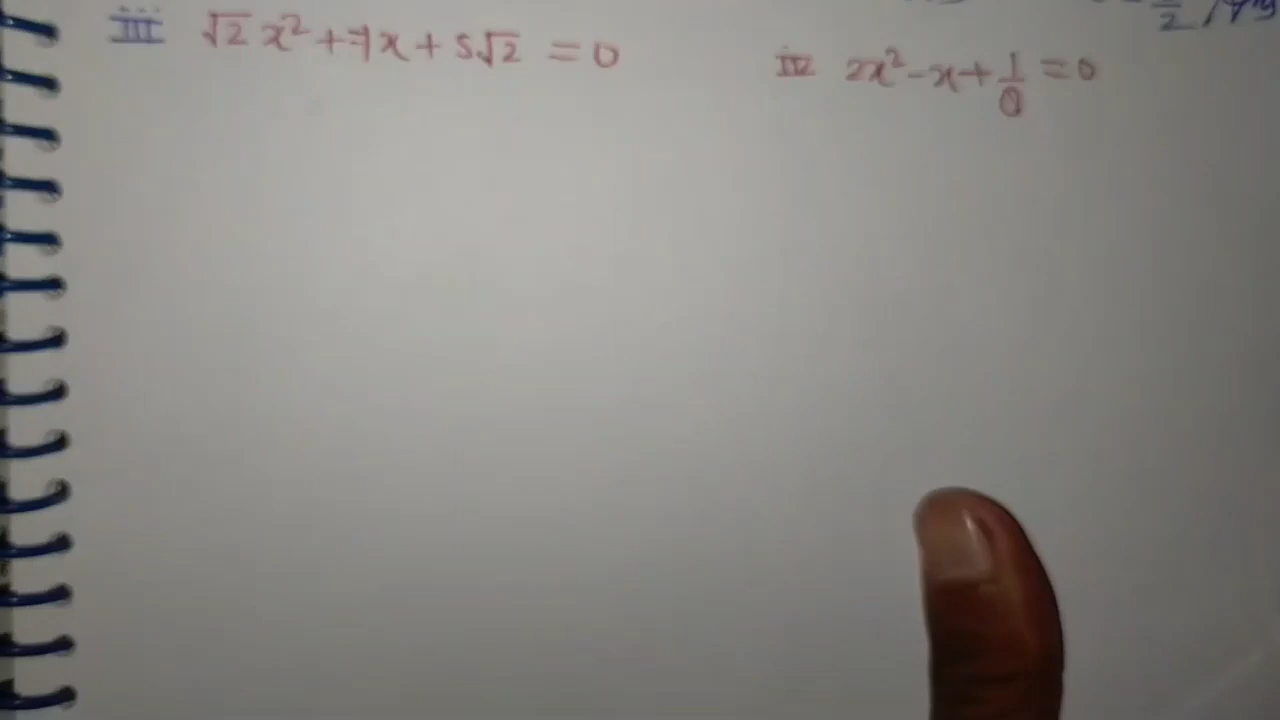 iii √2 x² + 7x + 5√2 = 0
iv 2x² - x + 1/8 = 0